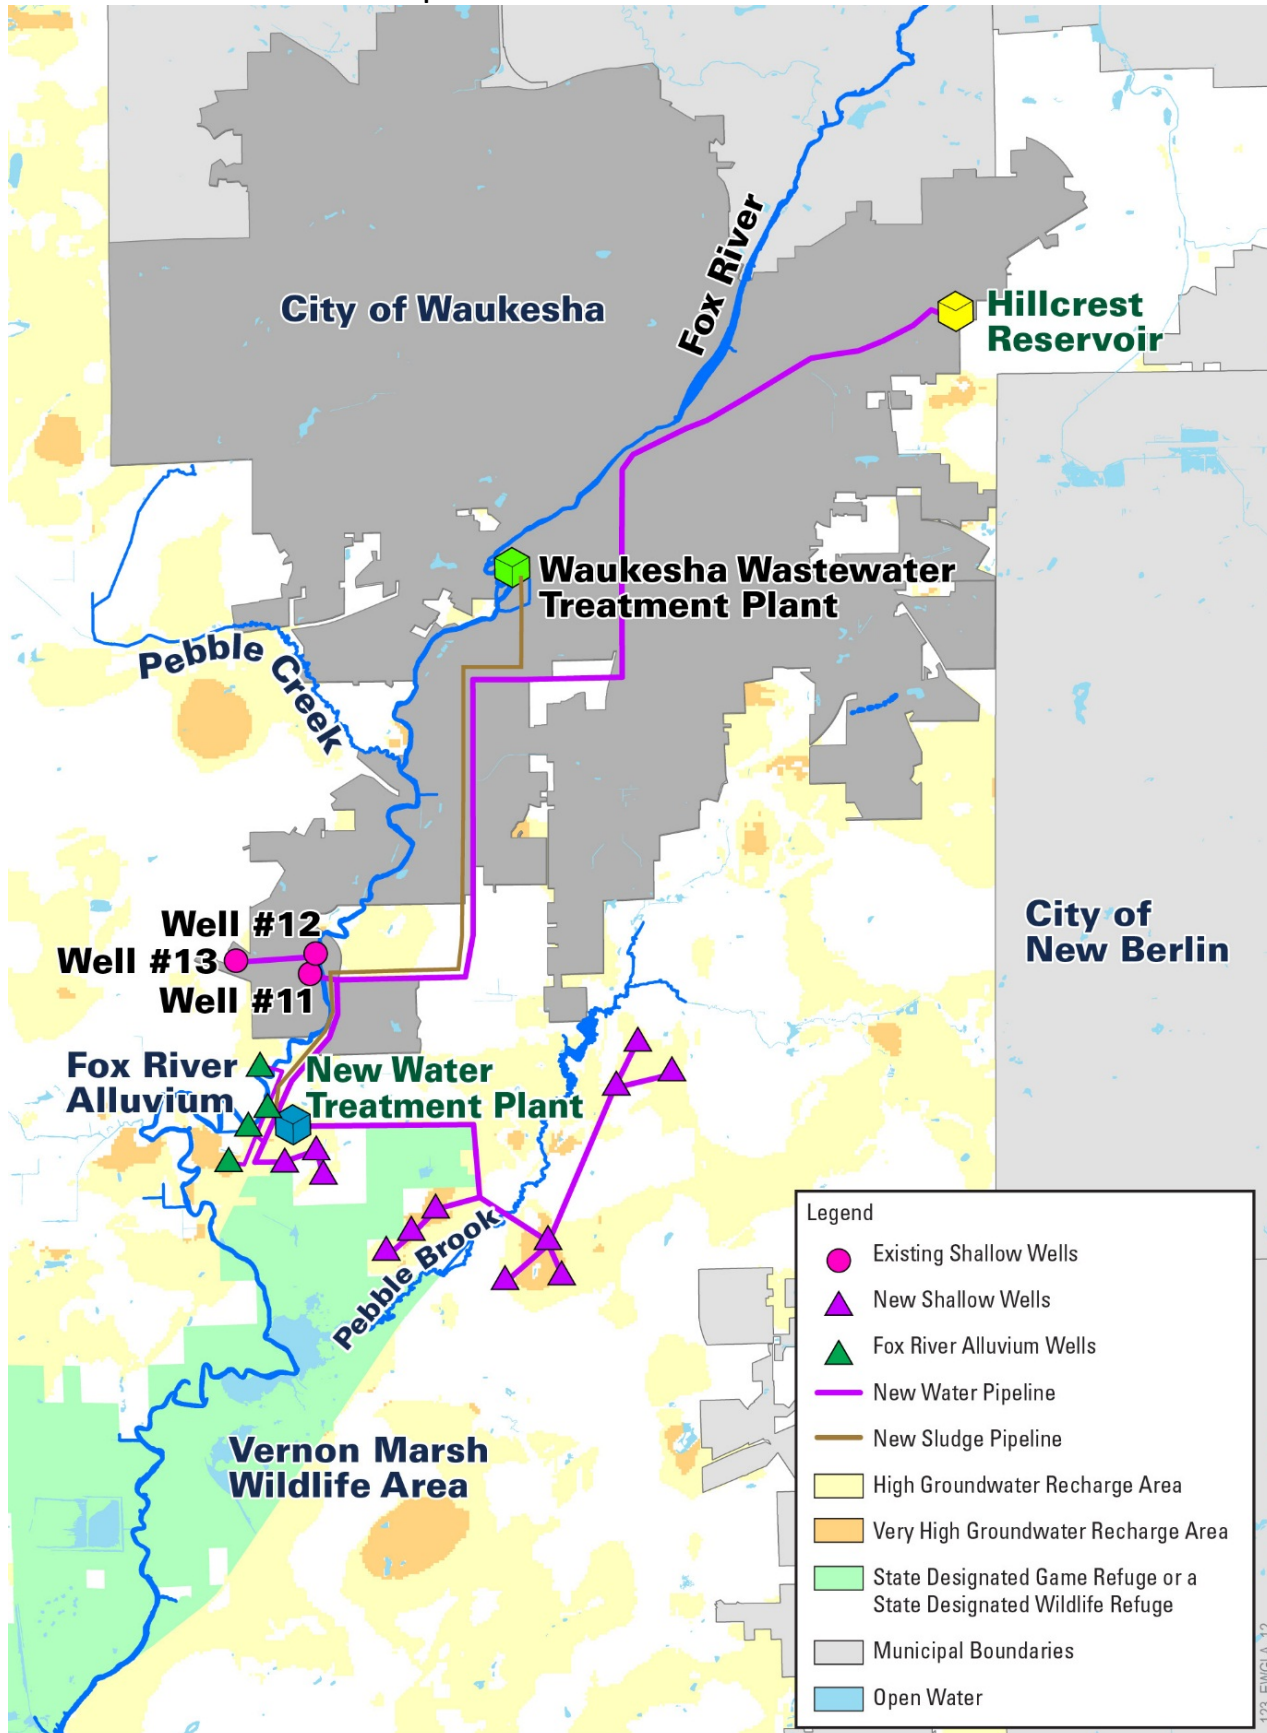 Fox River
City of Waukesha
Hillcrest
Reservoir
Waukesha Wastewater
Treatment Plant
Pebble Creek
Well #12
Well #13
Well #11
City of
New Berlin
Fox River
Alluvium
New Water
Treatment Plant
Pebble Brook
Vernon Marsh
Wildlife Area
Legend
Existing Shallow Wells
New Shallow Wells
Fox River Alluvium Wells
New Water Pipeline
New Sludge Pipeline
High Groundwater Recharge Area
Very High Groundwater Recharge Area
State Designated Game Refuge or a
State Designated Wildlife Refuge
Municipal Boundaries
Open Water